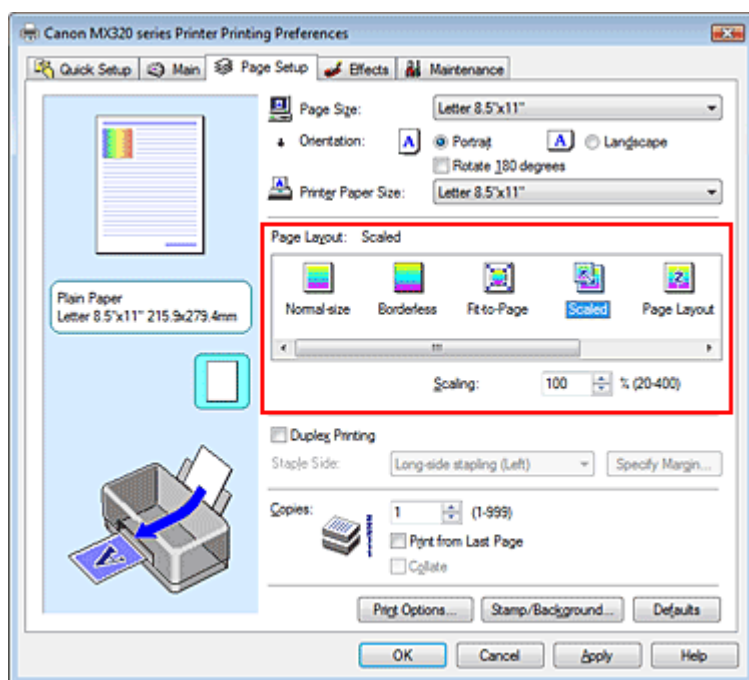 Canon MX320 series Printer Printing Preferences
Quick Setup Main Page Setup Effects Maintenance
Page Size: Letter 8.5"x11"
Orientation: A Portrait A Landscape
Rotate 180 degrees
Printer Paper Size: Letter 8.5"x11"
Page Layout: Scaled
Normal-size Borderless Fit-to-Page Scaled Page Layout
Plain Paper
Letter 8.5"x11" 215.9x279.4mm
Scaling: 100 % (20-400)
Duplex Printing
Staple Side: Long-side stapling (Left) Specify Margin...
Copies: 1 (1-999)
Print from Last Page
Collate
Print Options... Stamp/Background... Defaults
OK Cancel Apply Help